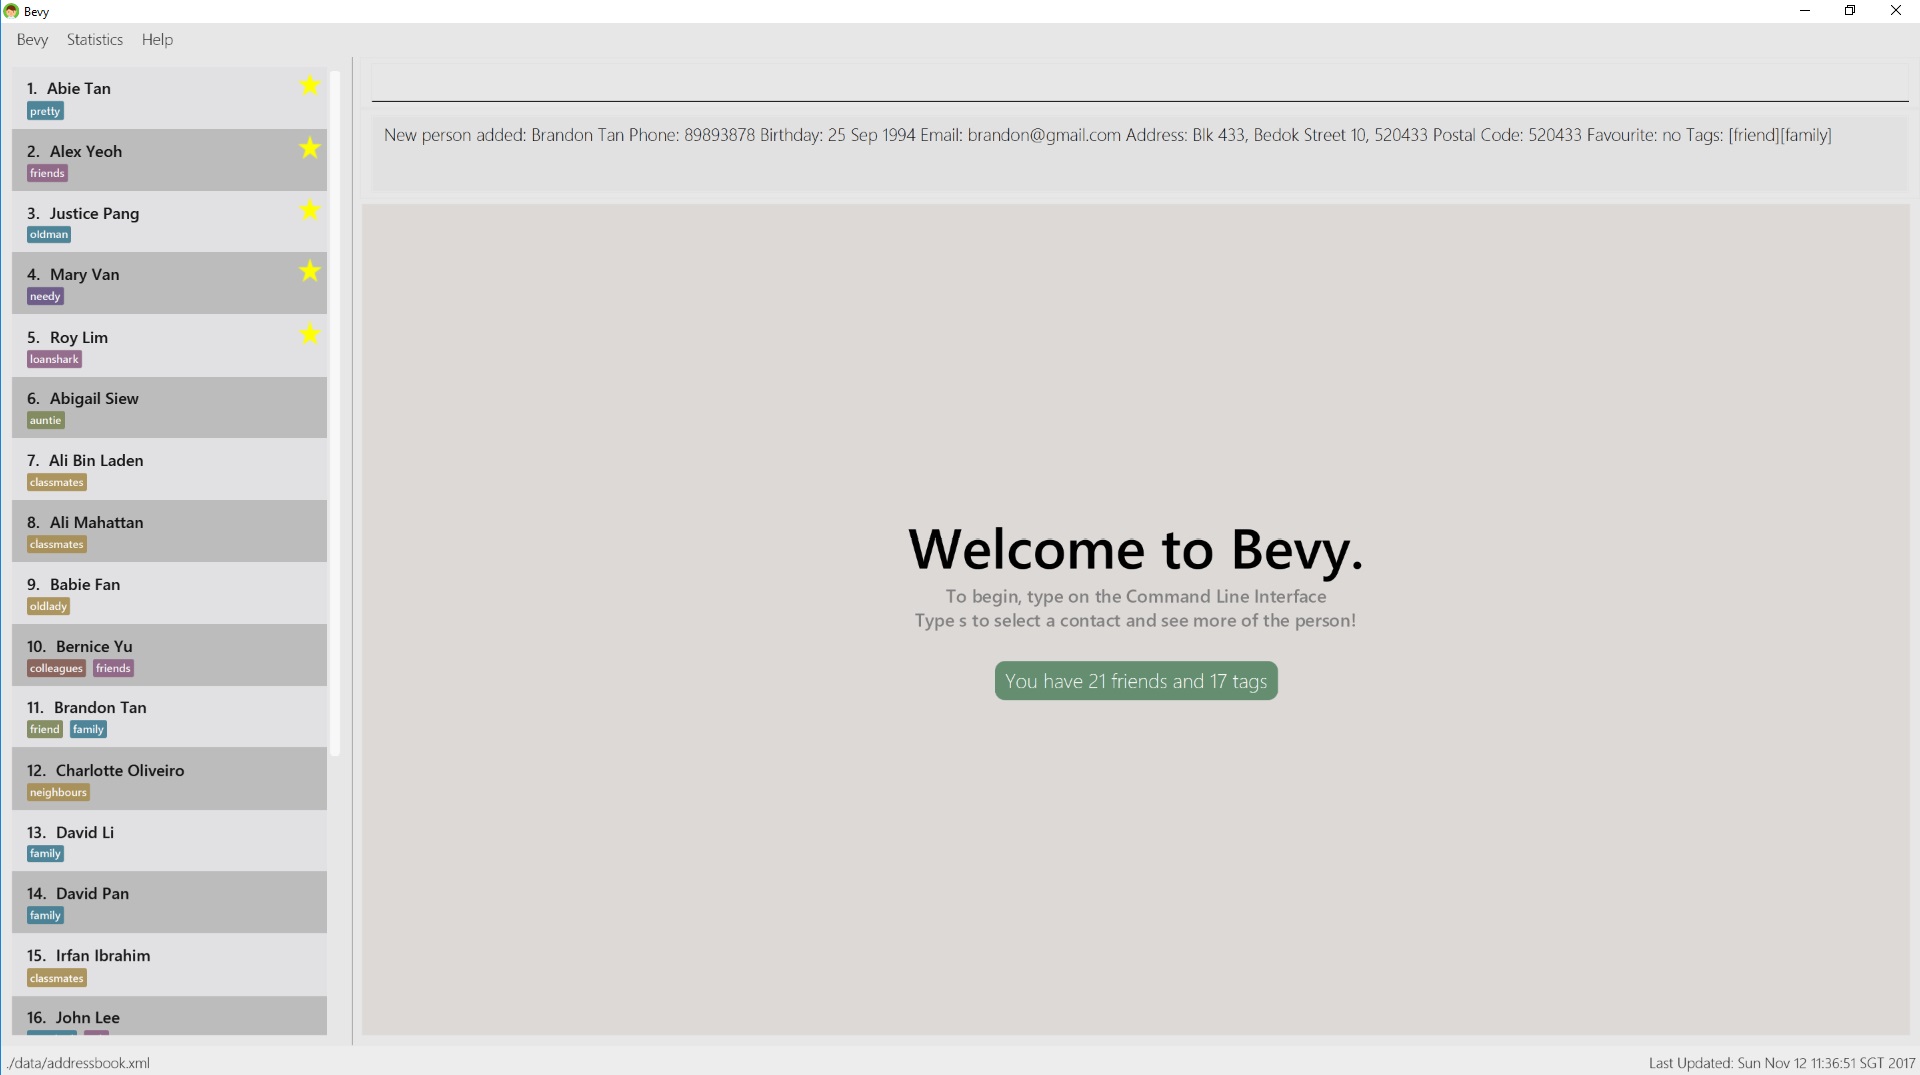 Bevy
Bevy Statistics Help
1. Abie Tan
pretty
2. Alex Yeoh
friends
3. Justice Pang
oldman
4. Mary Van
needy
5. Roy Lim
loanshark
6. Abigail Siew
auntie
7. Ali Bin Laden
classmates
8. Ali Mahattan
classmates
9. Babie Fan
oldlady
10. Bernice Yu
colleagues friends
11. Brandon Tan
friend family
12. Charlotte Oliveiro
neighbours
13. David Li
family
14. David Pan
family
15. Irfan Ibrahim
classmates
16. John Lee
New person added: Brandon Tan Phone: 89893878 Birthday: 25 Sep 1994 Email: brandon@gmail.com Address: Blk 433, Bedok Street 10, 520433 Postal Code: 520433 Favourite: no Tags: [friend][family]
Welcome to Bevy.
To begin, type on the Command Line Interface
Type s to select a contact and see more of the person!
You have 21 friends and 17 tags
./data/addressbook.xml
Last Updated: Sun Nov 12 11:36:51 SGT 2017